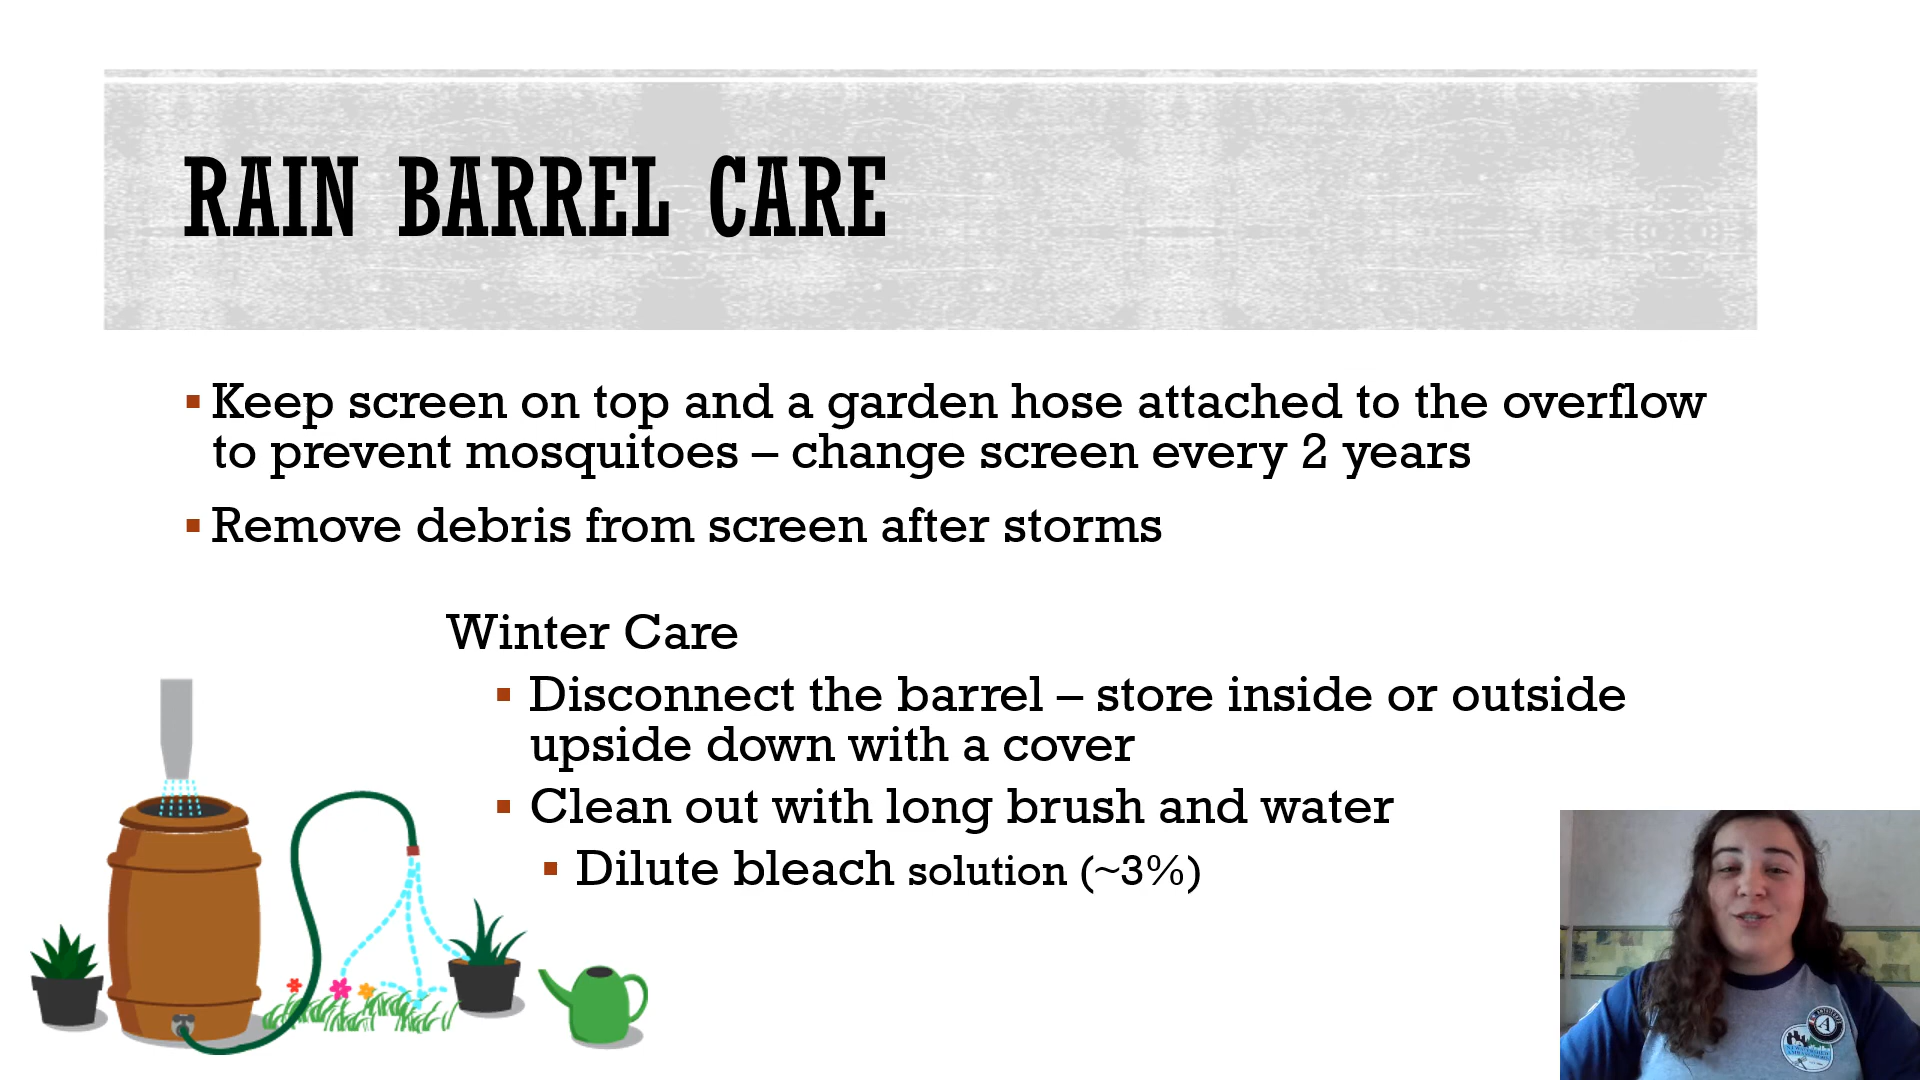 RAIN BARREL CARE
▪ Keep screen on top and a garden hose attached to the overflow
to prevent mosquitoes – change screen every 2 years
▪ Remove debris from screen after storms
Winter Care
▪ Disconnect the barrel – store inside or outside
upside down with a cover
▪ Clean out with long brush and water
▪ Dilute bleach solution (~3%)
A